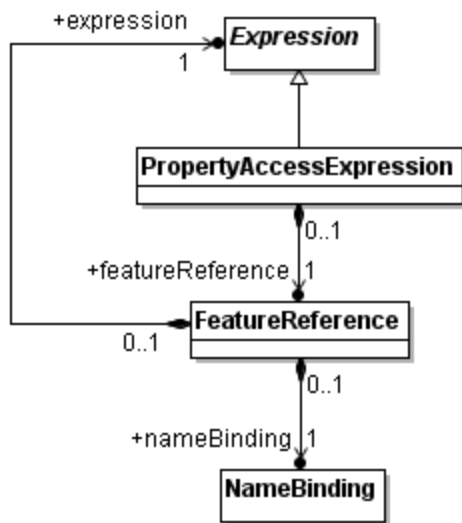 +expression
Expression
1
PropertyAccessExpression
0..1
+featureReference
1
FeatureReference
0..1
0..1
+nameBinding
1
NameBinding